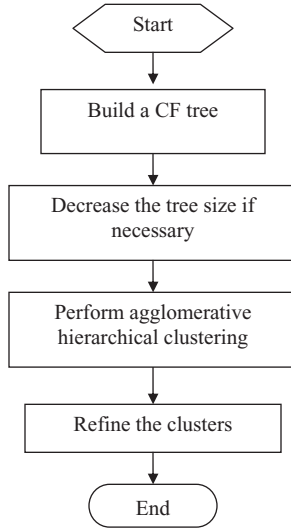 Start
Build a CF tree
Decrease the tree size if
necessary
Perform agglomerative
hierarchical clustering
Refine the clusters
End